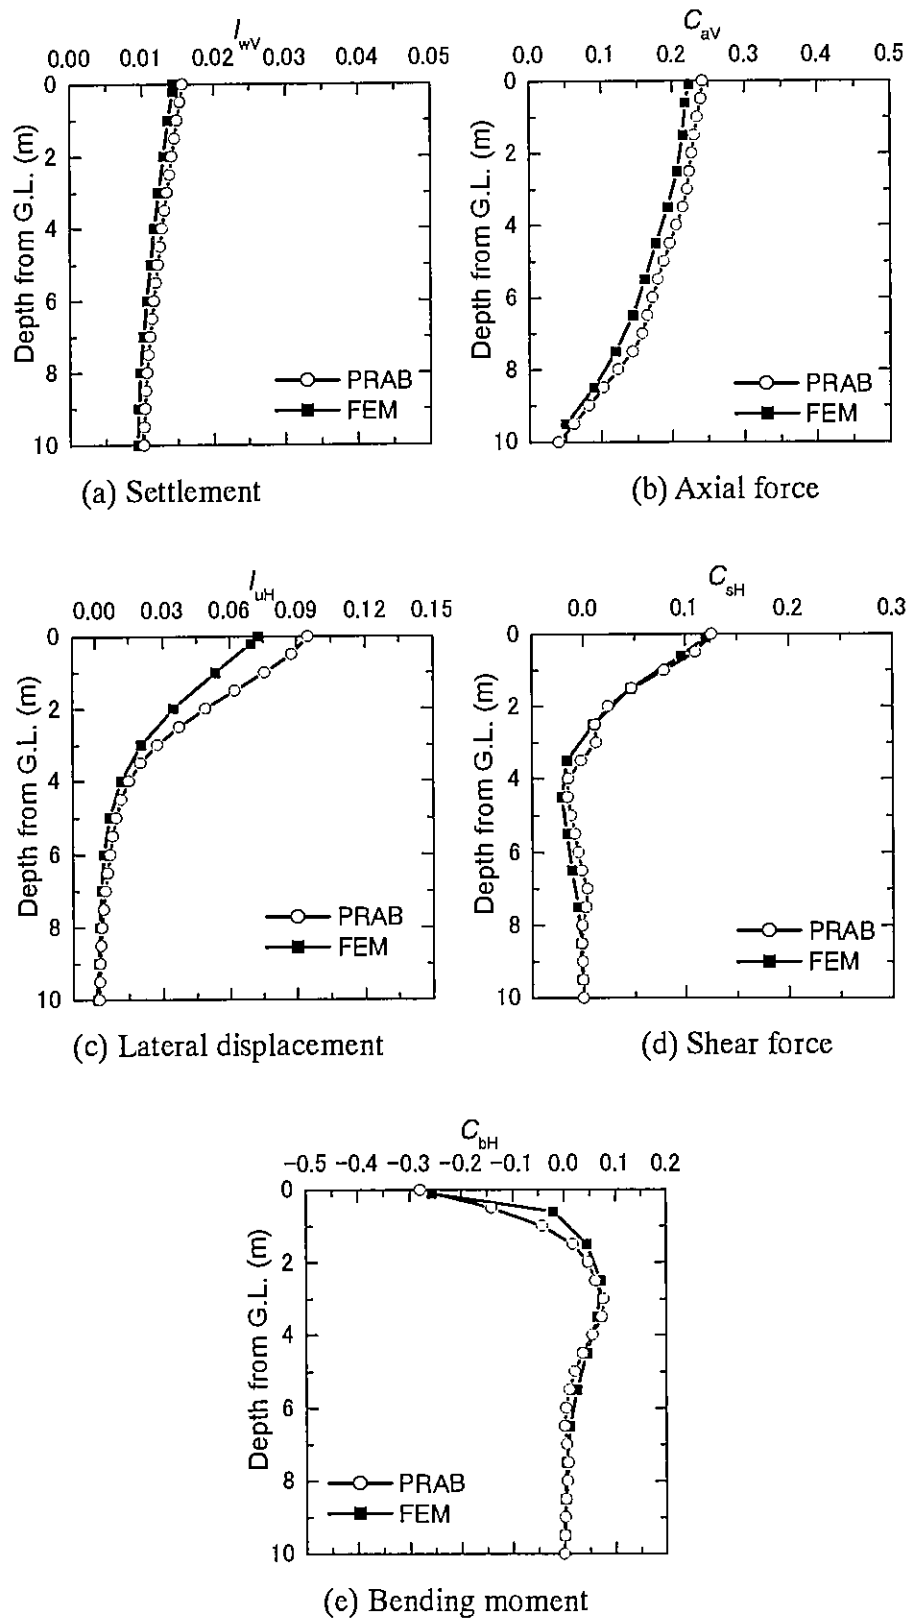 I_wV
0.00 0.01 0.02 0.03 0.04 0.05
0
2
4
6
8
10
Depth from G.L. (m)
PRAB
FEM
(a) Settlement
C_aV
0.0 0.1 0.2 0.3 0.4 0.5
0
2
4
6
8
10
Depth from G.L. (m)
PRAB
FEM
(b) Axial force
I_uH
0.00 0.03 0.06 0.09 0.12 0.15
0
2
4
6
8
10
Depth from G.L. (m)
PRAB
FEM
(c) Lateral displacement
C_sH
0.0 0.1 0.2 0.3
0
2
4
6
8
10
Depth from G.L. (m)
PRAB
FEM
(d) Shear force
C_bH
−0.5 −0.4 −0.3 −0.2 −0.1 0.0 0.1 0.2
0
2
4
6
8
10
Depth from G.L. (m)
PRAB
FEM
(e) Bending moment